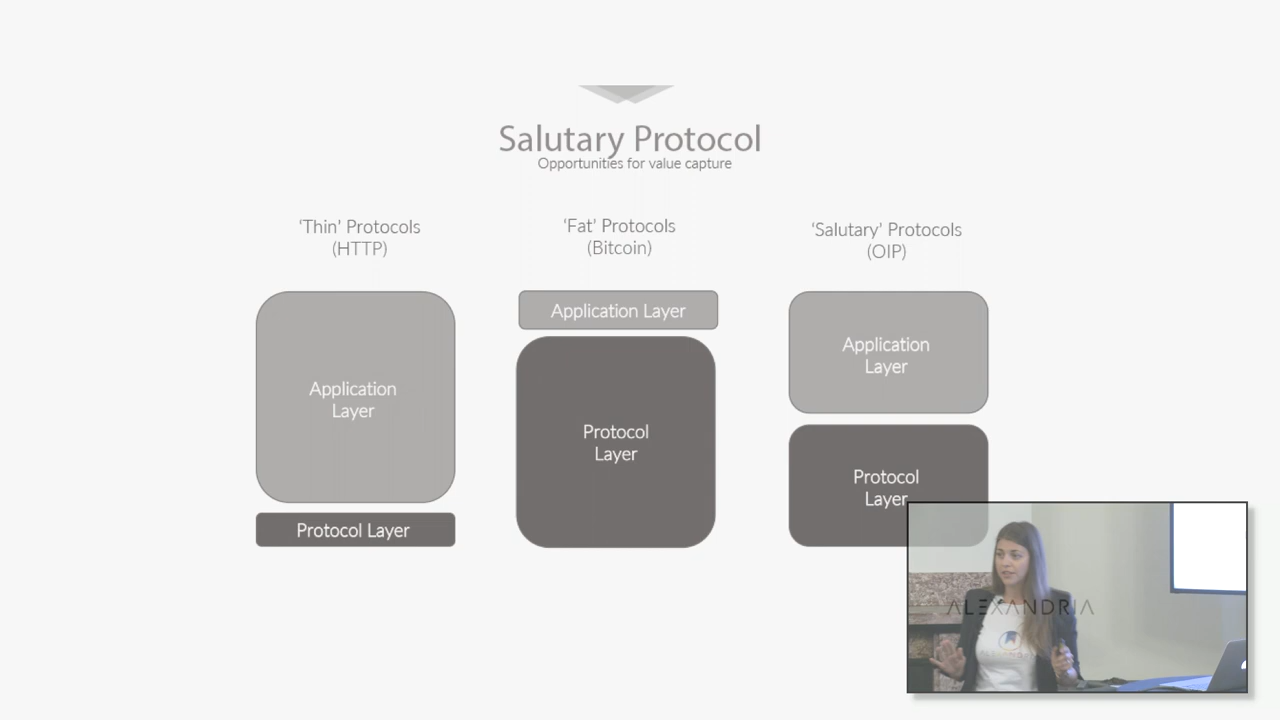 Salutary Protocol
Opportunities for value capture
‘Thin’ Protocols
(HTTP)
‘Fat’ Protocols
(Bitcoin)
‘Salutary’ Protocols
(OIP)
Application
Layer
Protocol Layer
Application Layer
Protocol
Layer
Application
Layer
Protocol
Layer
ALEXANDRIA